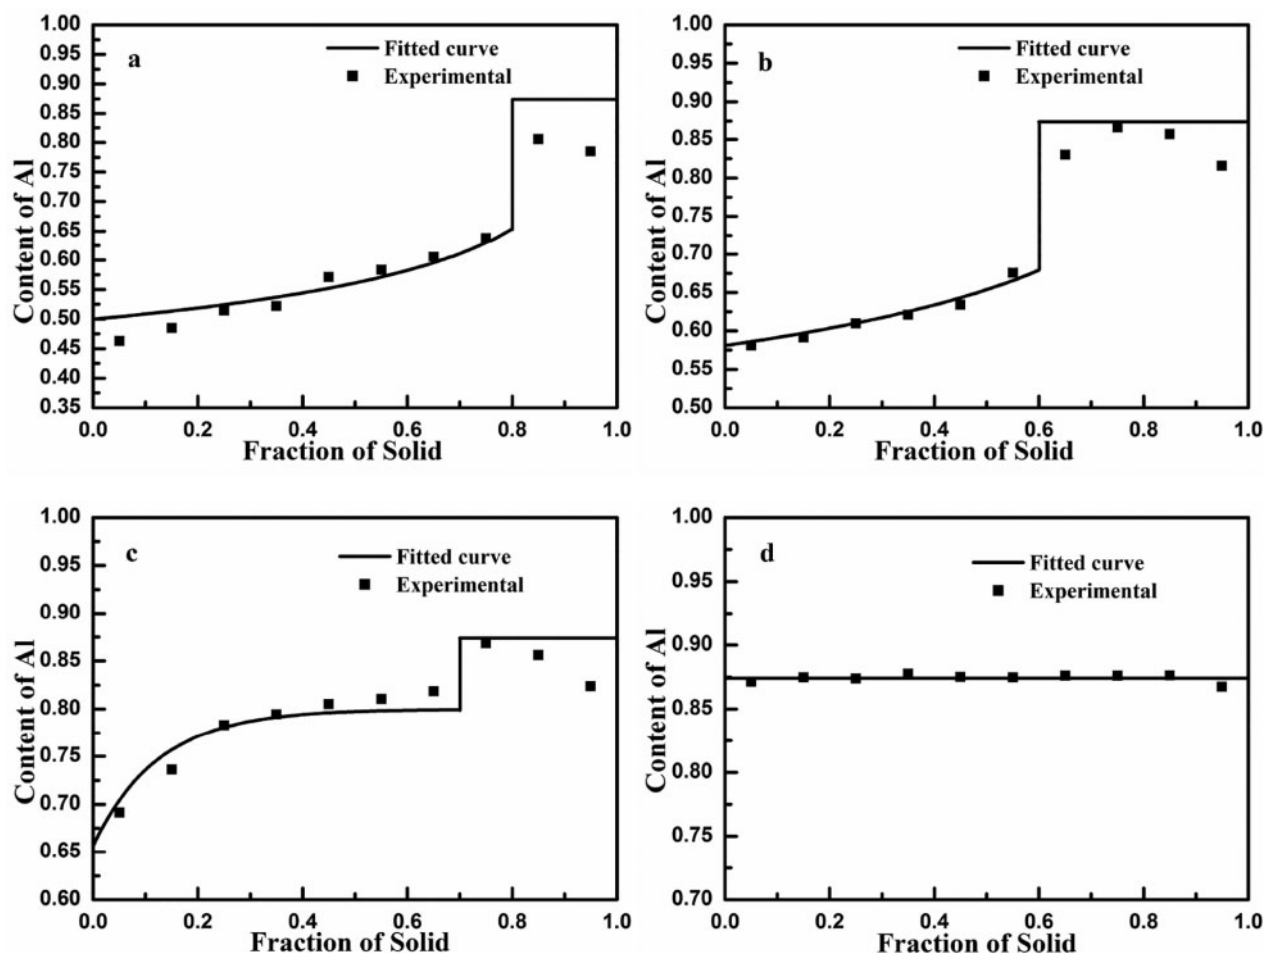 a
Fitted curve
Experimental
1.00
0.95
0.90
0.85
0.80
0.75
0.70
0.65
0.60
0.55
0.50
0.45
0.40
0.35
Content of Al
0.0 0.2 0.4 0.6 0.8 1.0
Fraction of Solid
b
Fitted curve
Experimental
1.00
0.95
0.90
0.85
0.80
0.75
0.70
0.65
0.60
0.55
0.50
Content of Al
0.0 0.2 0.4 0.6 0.8 1.0
Fraction of Solid
c
Fitted curve
Experimental
1.00
0.95
0.90
0.85
0.80
0.75
0.70
0.65
0.60
Content of Al
0.0 0.2 0.4 0.6 0.8 1.0
Fraction of Solid
d
Fitted curve
Experimental
1.00
0.95
0.90
0.85
0.80
0.75
0.70
Content of Al
0.0 0.2 0.4 0.6 0.8 1.0
Fraction of Solid